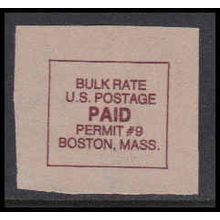 BULK RATE
U.S. POSTAGE
PAID
PERMIT #9
BOSTON, MASS.